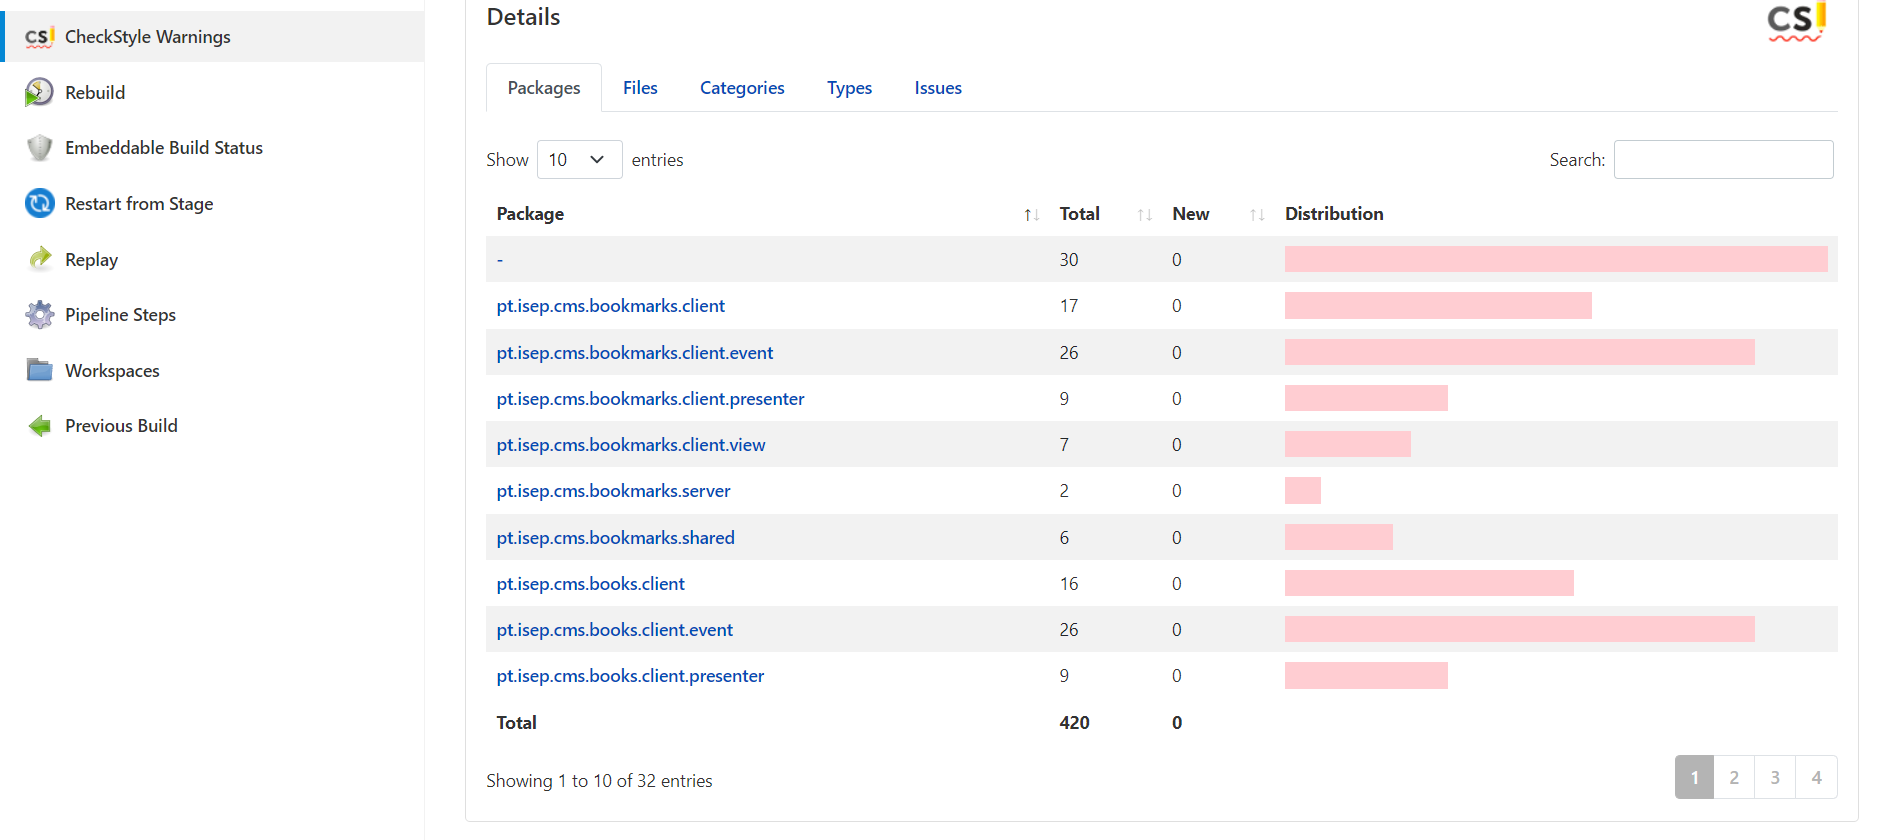 CS
CheckStyle Warnings
Rebuild
Embeddable Build Status
Restart from Stage
Replay
Pipeline Steps
Workspaces
Previous Build
Details
CS
Packages Files Categories Types Issues
Show 10 entries
Search:
Package Total New Distribution
- 30 0
pt.isep.cms.bookmarks.client 17 0
pt.isep.cms.bookmarks.client.event 26 0
pt.isep.cms.bookmarks.client.presenter 9 0
pt.isep.cms.bookmarks.client.view 7 0
pt.isep.cms.bookmarks.server 2 0
pt.isep.cms.bookmarks.shared 6 0
pt.isep.cms.books.client 16 0
pt.isep.cms.books.client.event 26 0
pt.isep.cms.books.client.presenter 9 0
Total 420 0
Showing 1 to 10 of 32 entries
1 2 3 4